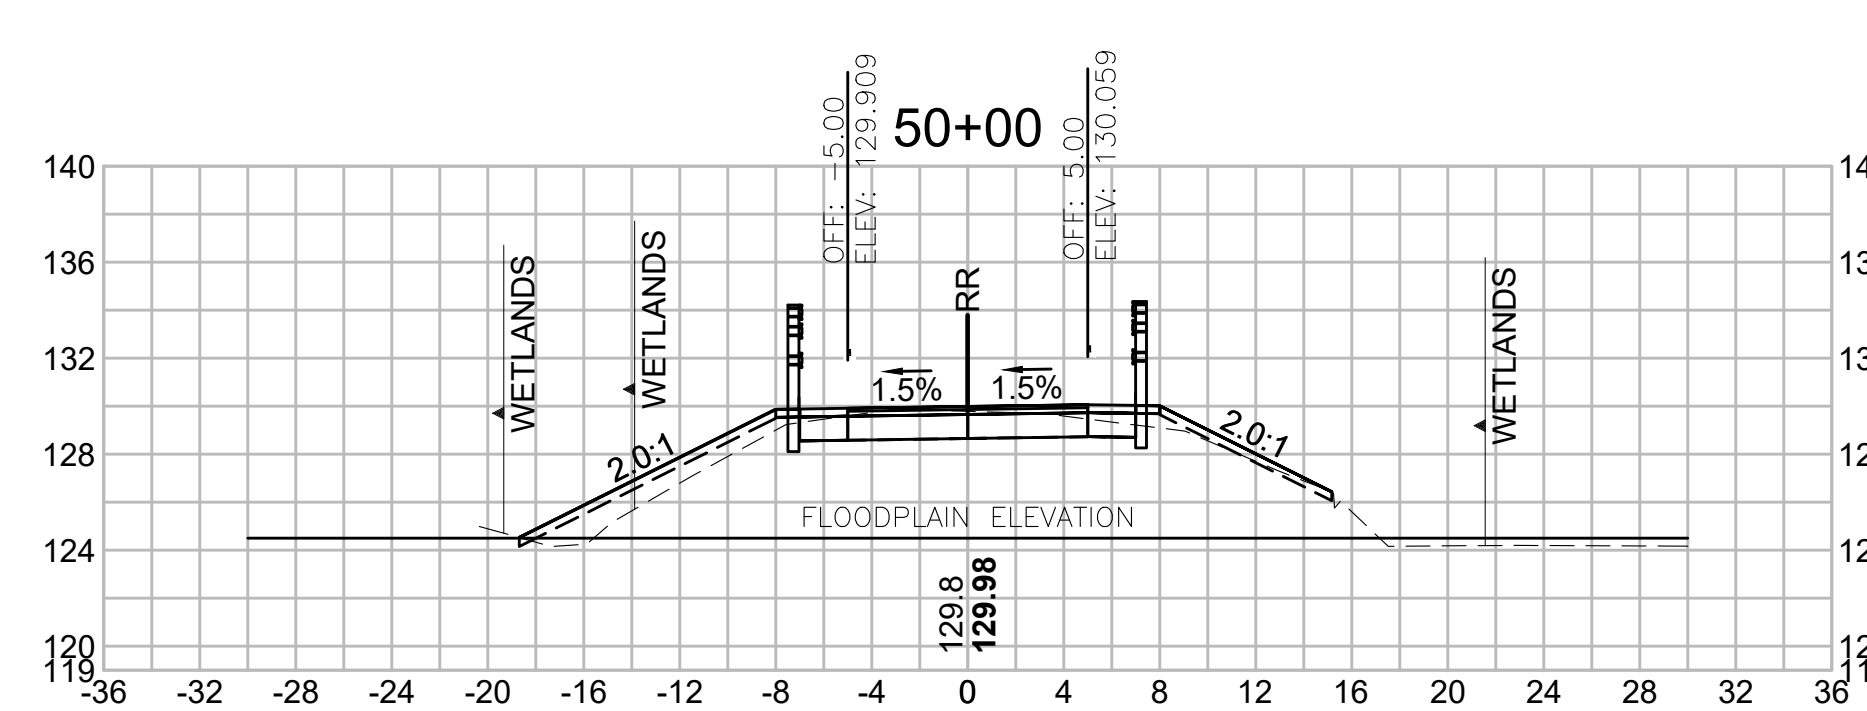 50+00
OFF: -5.00
ELEV: 129.909
OFF: 5.00
ELEV: 130.059
140
136
132
128
124
120
119
WETLANDS
WETLANDS
RR
WETLANDS
1.5%
1.5%
2.0:1
2.0:1
FLOODPLAIN ELEVATION
129.8
129.98
-36 -32 -28 -24 -20 -16 -12 -8 -4 0 4 8 12 16 20 24 28 32 36